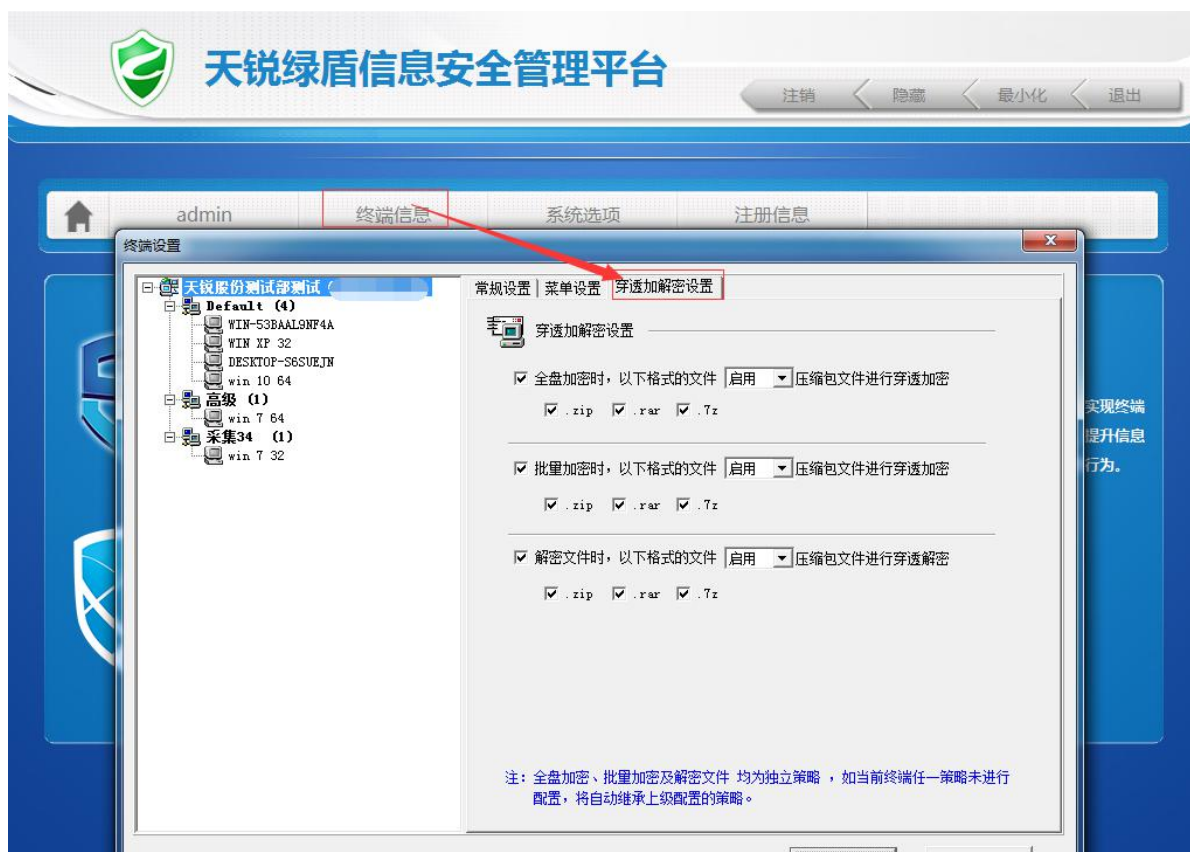 天锐绿盾信息安全管理平台
注销 隐藏 最小化 退出
admin 终端信息 系统选项 注册信息
终端设置
天锐股份测试部测试 (
Default (4)
WIN-53BAAL9NF4A
WIN XP 32
DESKTOP-S6SUEJN
win 10 64
高级 (1)
win 7 64
采集34 (1)
win 7 32
常规设置 菜单设置 穿透加解密设置
穿透加解密设置
全盘加密时，以下格式的文件 启用 压缩包文件进行穿透加密
.zip .rar .7z
批量加密时，以下格式的文件 启用 压缩包文件进行穿透加密
.zip .rar .7z
解密文件时，以下格式的文件 启用 压缩包文件进行穿透解密
.zip .rar .7z
注：全盘加密、批量加密及解密文件 均为独立策略 ，如当前终端任一策略未进行
配置，将自动继承上级配置的策略。
实现终端
提升信息
行为。